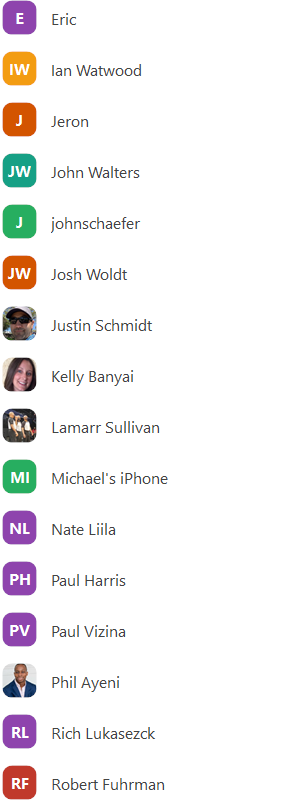 E Eric
IW Ian Watwood
J Jeron
JW John Walters
J johnschaefer
JW Josh Woldt
Justin Schmidt
Kelly Banyai
Lamarr Sullivan
MI Michael's iPhone
NL Nate Liila
PH Paul Harris
PV Paul Vizina
Phil Ayeni
RL Rich Lukasezck
RF Robert Fuhrman